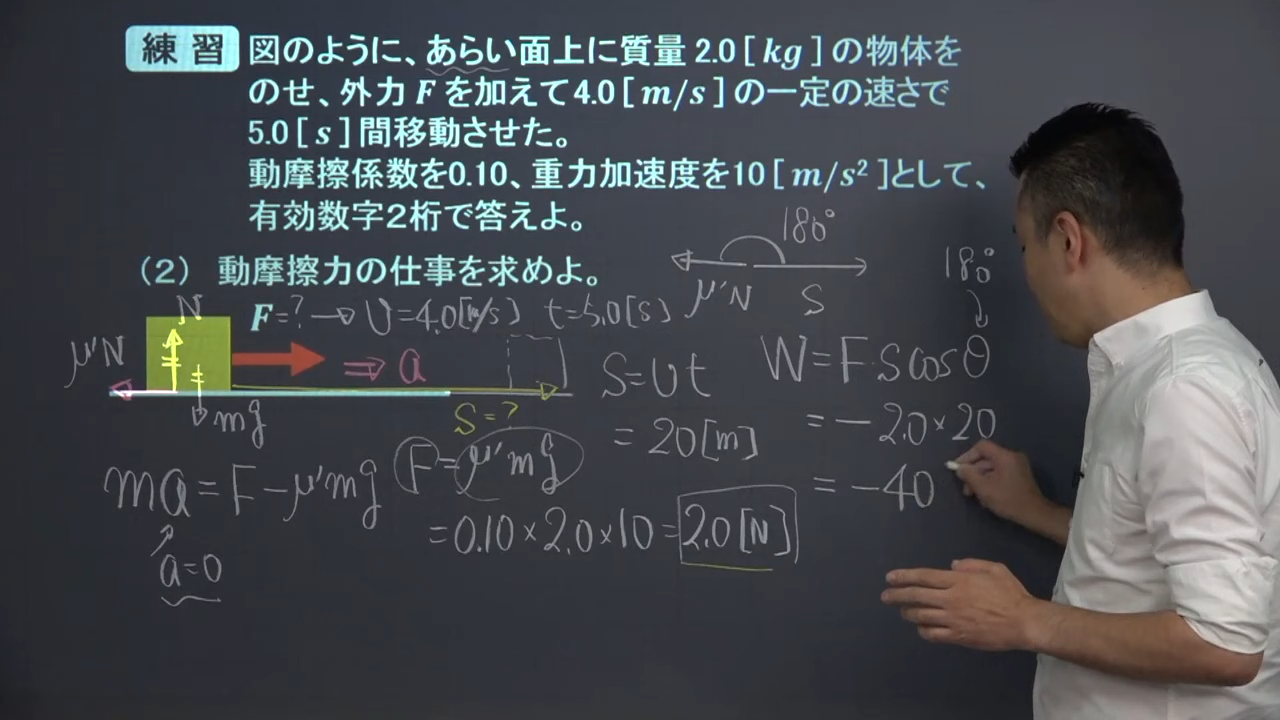 練習
図のように、あらい面上に質量 2.0 [ kg ] の物体を
のせ、外力 F を加えて4.0 [ m/s ] の一定の速さで
5.0 [ s ] 間移動させた。
動摩擦係数を0.10、重力加速度を10 [ m/s² ]として、
有効数字２桁で答えよ。
（2） 動摩擦力の仕事を求めよ。
180°
μ'N
S
180°
N
F =? → v=4.0[m/s] t=5.0[s]
μ'N
⇒ a
mg
S=?
S=vt
=20[m]
W=F・S cosθ
=−2.0×20
=−40
ma=F−μ'mg
a=0
F=μ'mg
=0.10×2.0×10=2.0[N]